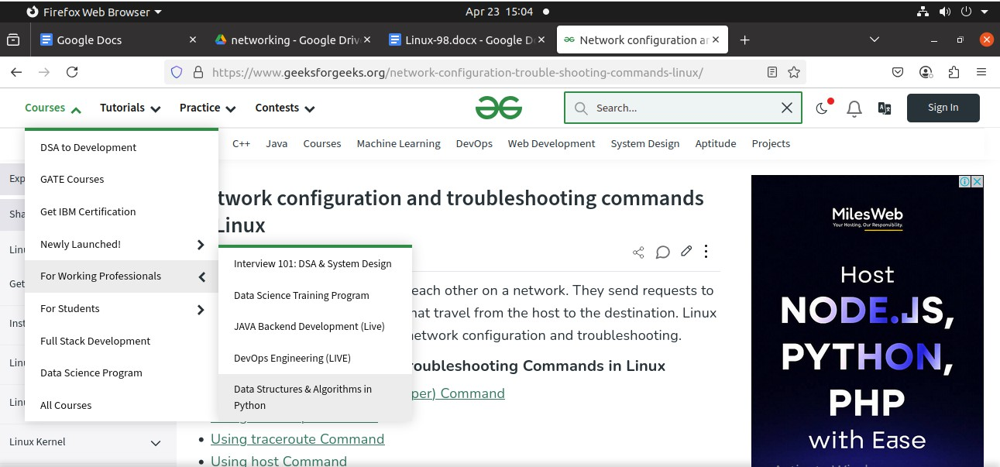 Firefox Web Browser
Apr 23 15:04
Google Docs
networking - Google Driv
Linux-98.docx - Google D
Network configuration ar
https://www.geeksforgeeks.org/network-configuration-trouble-shooting-commands-linux/
Courses Tutorials Practice Contests
Search...
Sign In
C++ Java Courses Machine Learning DevOps Web Development System Design Aptitude Projects
DSA to Development
GATE Courses
Get IBM Certification
Newly Launched!
For Working Professionals
For Students
Full Stack Development
Data Science Program
All Courses
Interview 101: DSA & System Design
Data Science Training Program
JAVA Backend Development (Live)
DevOps Engineering (LIVE)
Data Structures & Algorithms in
Python
Exp
Sha
Linu
Get
Inst
Linu
Linu
Linux Kernel
twork configuration and troubleshooting commands
Linux
each other on a network. They send requests to
hat travel from the host to the destination. Linux
network configuration and troubleshooting.
roubleshooting Commands in Linux
per) Command
Using traceroute Command
Using host Command
MilesWeb
Your Hosting, Our Responsibility.
Host
NODE.JS,
PYTHON,
PHP
with Ease